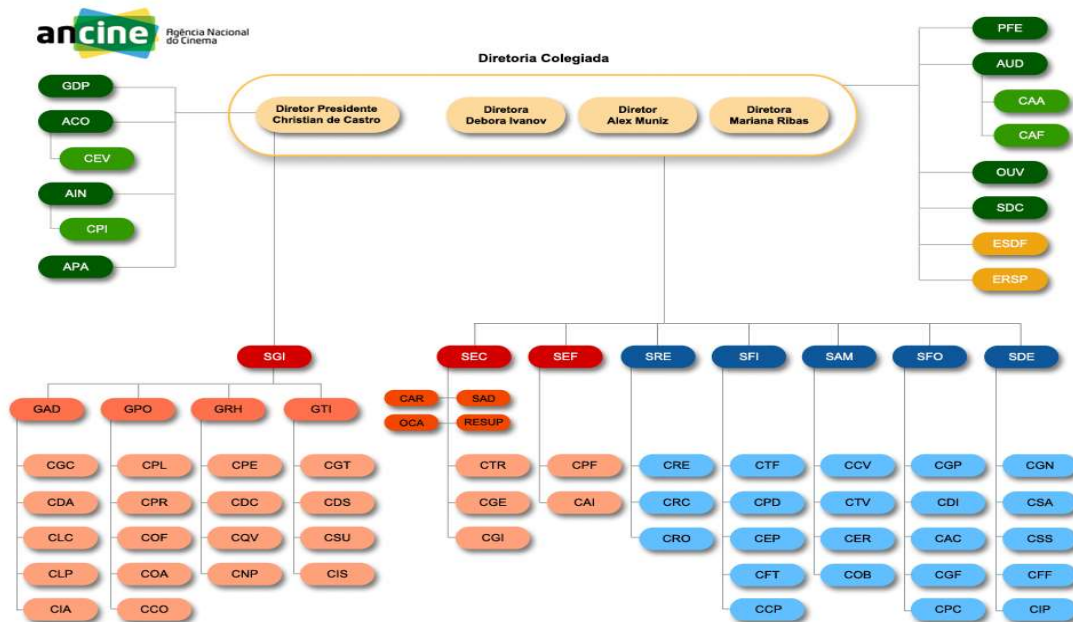 ancine
Agência Nacional
do Cinema
Diretoria Colegiada
Diretor Presidente
Christian de Castro
Diretora
Debora Ivanov
Diretor
Alex Muniz
Diretora
Mariana Ribas
GDP
ACO
CEV
AIN
CPI
APA
PFE
AUD
CAA
CAF
OUV
SDC
ESDF
ERSP
SGI
SEC
SEF
SRE
SFI
SAM
SFO
SDE
GAD
GPO
GRH
GTI
CAR
SAD
OCA
RESUP
CGC
CPL
CPE
CGT
CTR
CPF
CRE
CTF
CCV
CGP
CGN
CDA
CPR
CDC
CDS
CGE
CAI
CRC
CPD
CTV
CDI
CSA
CLC
COF
CQV
CSU
CGI
CRO
CEP
CER
CAC
CSS
CLP
COA
CNP
CIS
CFT
COB
CGF
CFF
CIA
CCO
CCP
CPC
CIP